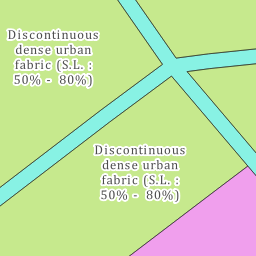 Discontinuous
dense urban
fabric (S.L. :
50% -  80%)
Discontinuous
dense urban
fabric (S.L. :
50% -  80%)